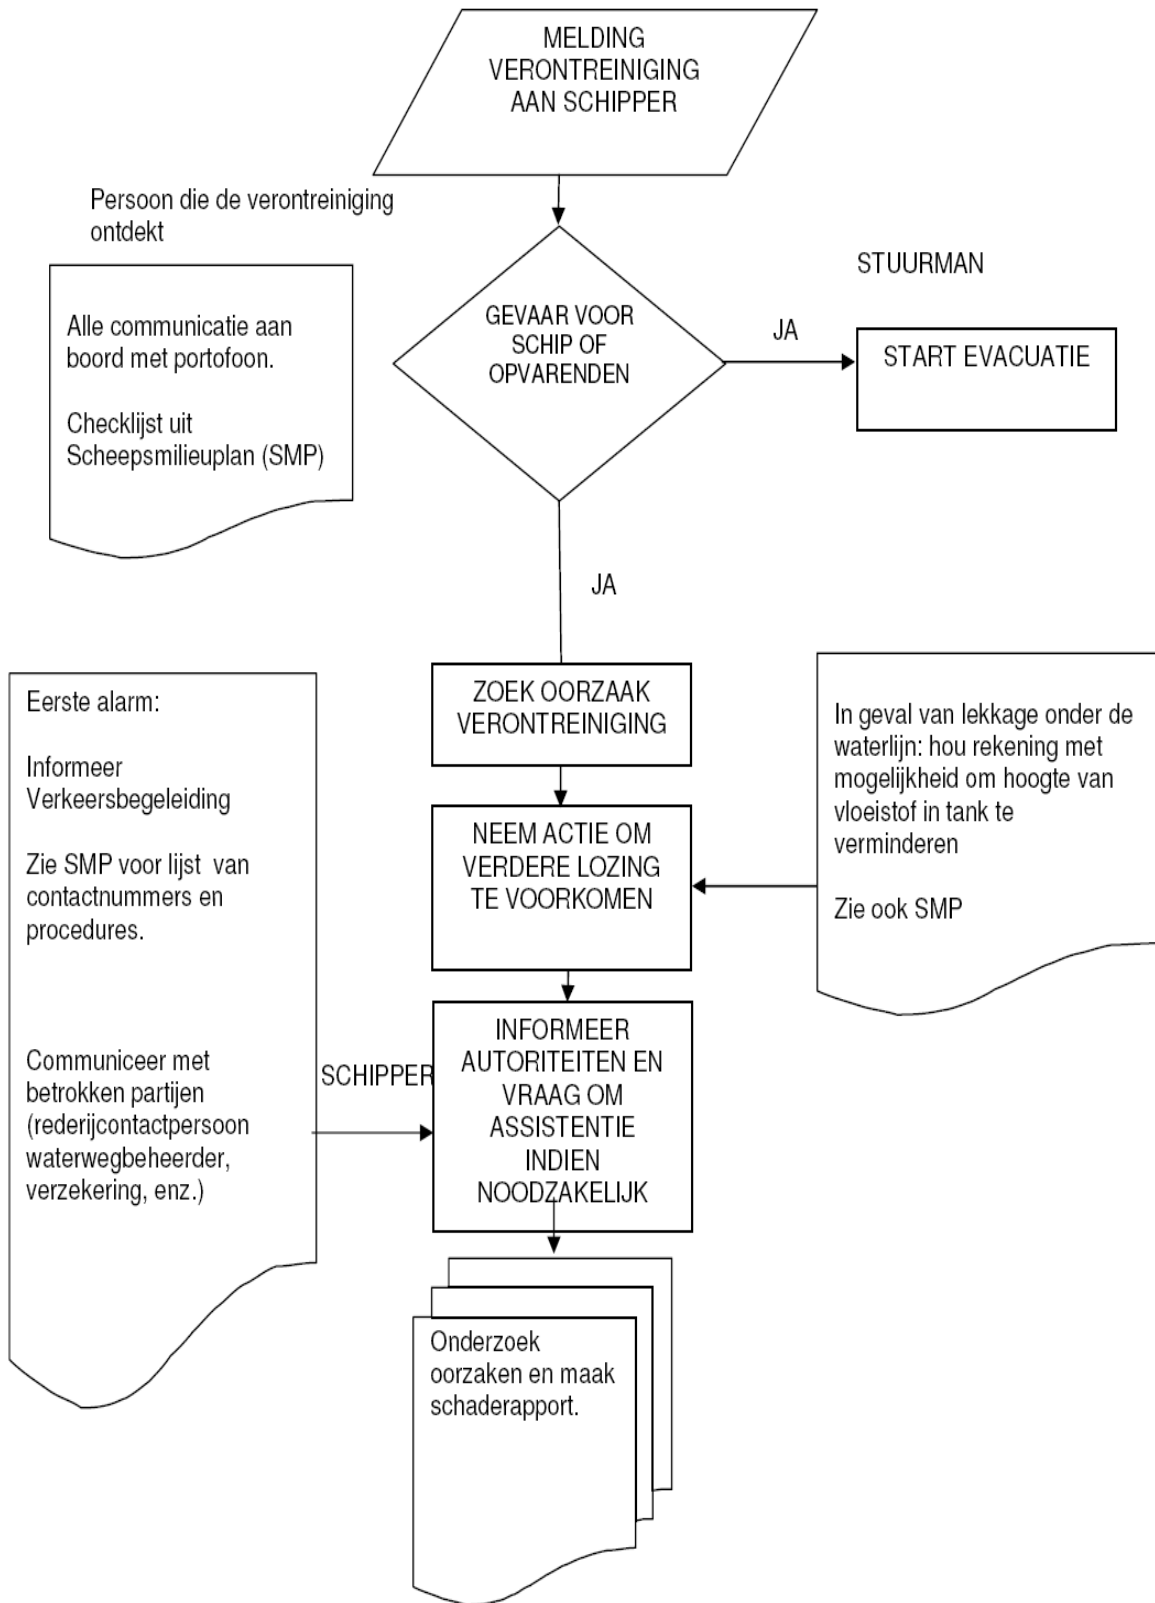 MELDING
VERONTREINIGING
AAN SCHIPPER
Persoon die de verontreiniging
ontdekt
Alle communicatie aan
boord met portofoon.
Checklijst uit
Scheepsmilieuplan (SMP)
GEVAAR VOOR
SCHIP OF
OPVARENDEN
JA
STUURMAN
START EVACUATIE
JA
ZOEK OORZAAK
VERONTREINIGING
NEEM ACTIE OM
VERDERE LOZING
TE VOORKOMEN
In geval van lekkage onder de
waterlijn: hou rekening met
mogelijkheid om hoogte van
vloeistof in tank te
verminderen
Zie ook SMP
Eerste alarm:
Informeer
Verkeersbegeleiding
Zie SMP voor lijst van
contactnummers en
procedures.
Communiceer met
betrokken partijen
(rederijcontactpersoon
waterwegbeheerder,
verzekering, enz.)
SCHIPPER
INFORMEER
AUTORITEITEN EN
VRAAG OM
ASSISTENTIE
INDIEN
NOODZAKELIJK
Onderzoek
oorzaken en maak
schaderapport.